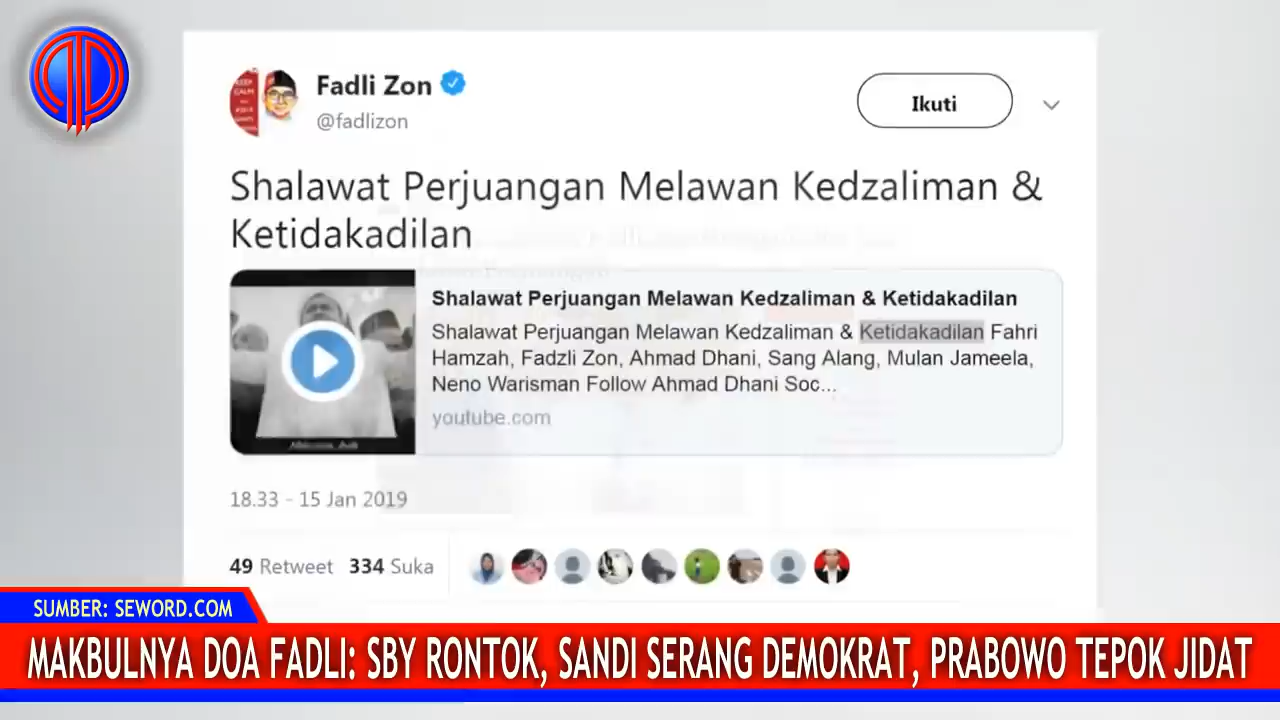 Fadli Zon
@fadlizon
Ikuti
Shalawat Perjuangan Melawan Kedzaliman &
Ketidakadilan
Shalawat Perjuangan Melawan Kedzaliman & Ketidakadilan
Shalawat Perjuangan Melawan Kedzaliman & Ketidakadilan Fahri
Hamzah, Fadzli Zon, Ahmad Dhani, Sang Alang, Mulan Jameela,
Neno Warisman Follow Ahmad Dhani Soc...
youtube.com
18.33 - 15 Jan 2019
49 Retweet 334 Suka
SUMBER: SEWORD.COM
MAKBULNYA DOA FADLI: SBY RONTOK, SANDI SERANG DEMOKRAT, PRABOWO TEPOK JIDAT